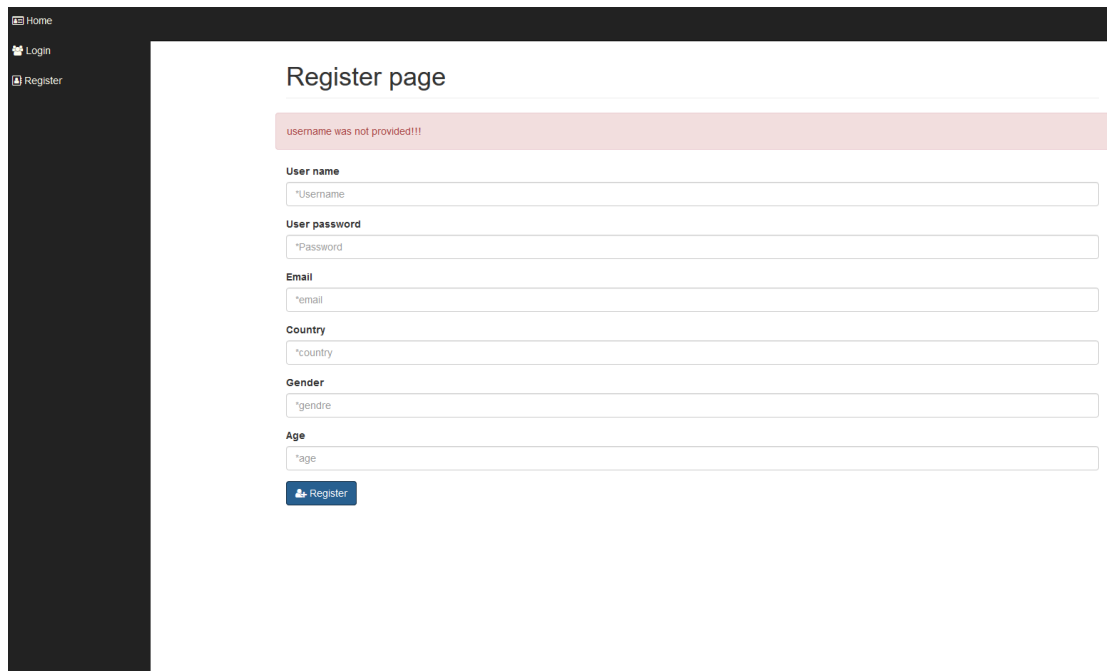 Home
Login
Register
Register page
username was not provided!!!
User name
*Username
User password
*Password
Email
*email
Country
*country
Gender
*gendre
Age
*age
Register